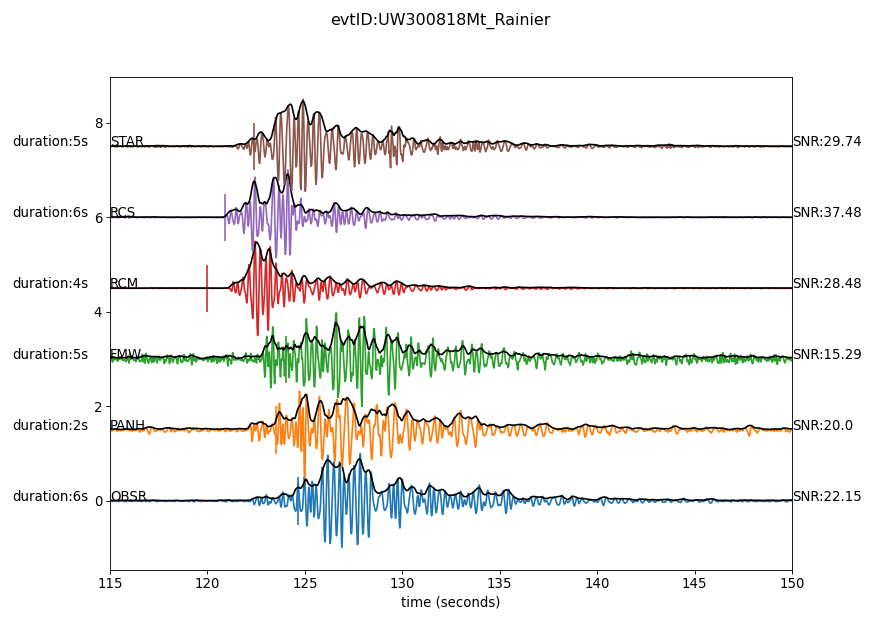 evtID:UW300818Mt_Rainier
8
duration:5s STAR SNR:29.74
duration:6s RCS SNR:37.48
6
duration:4s RCM SNR:28.48
4
duration:5s FMW SNR:15.29
2
duration:2s PANH SNR:20.0
duration:6s OBSR SNR:22.15
0
115 120 125 130 135 140 145 150
time (seconds)